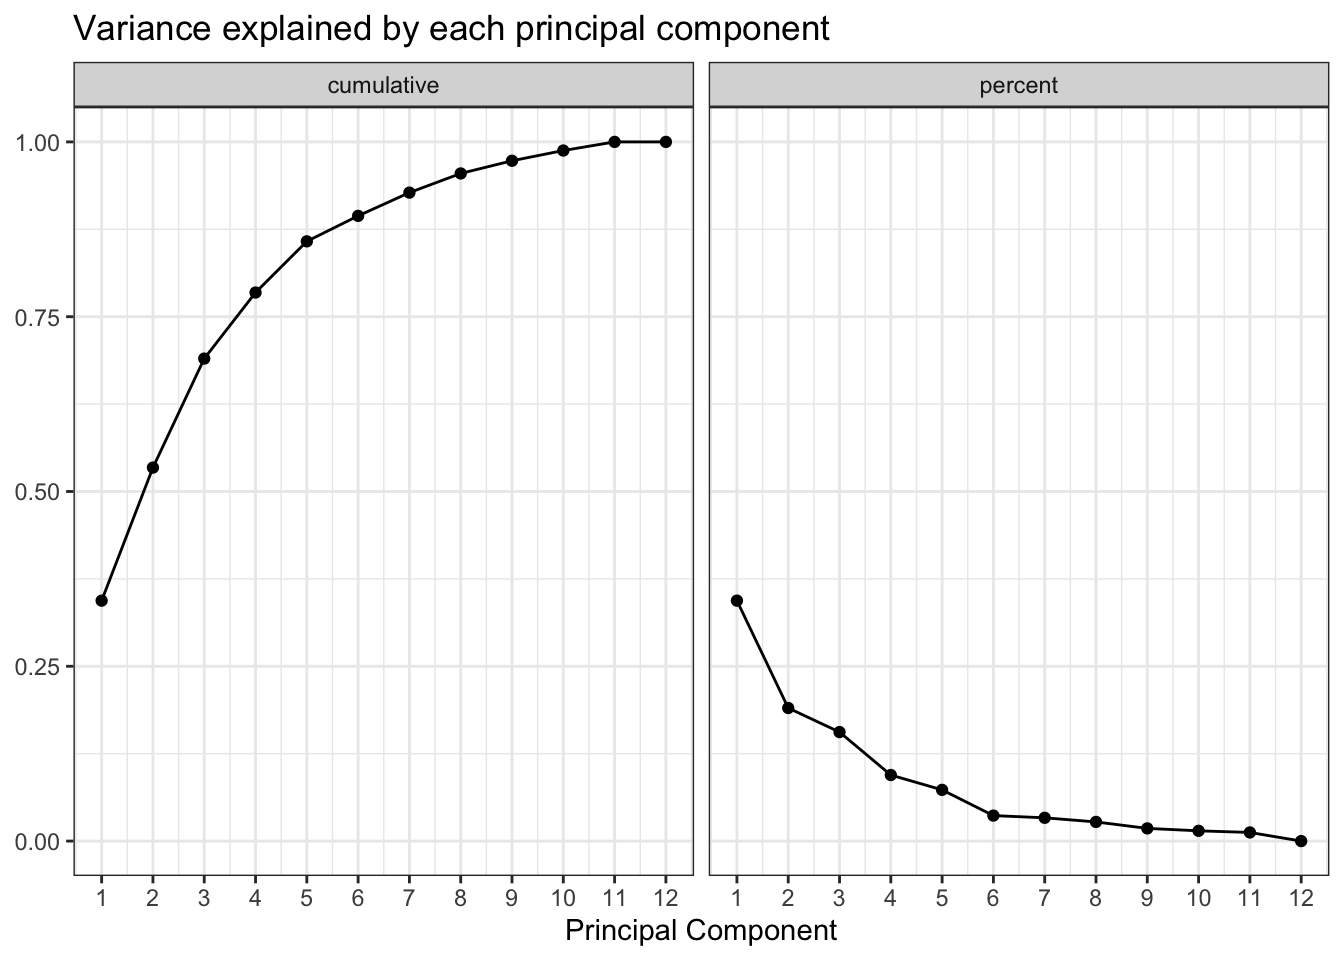 Variance explained by each principal component
cumulative
percent
1.00
0.75
0.50
0.25
0.00
1 2 3 4 5 6 7 8 9 10 11 12
1 2 3 4 5 6 7 8 9 10 11 12
Principal Component